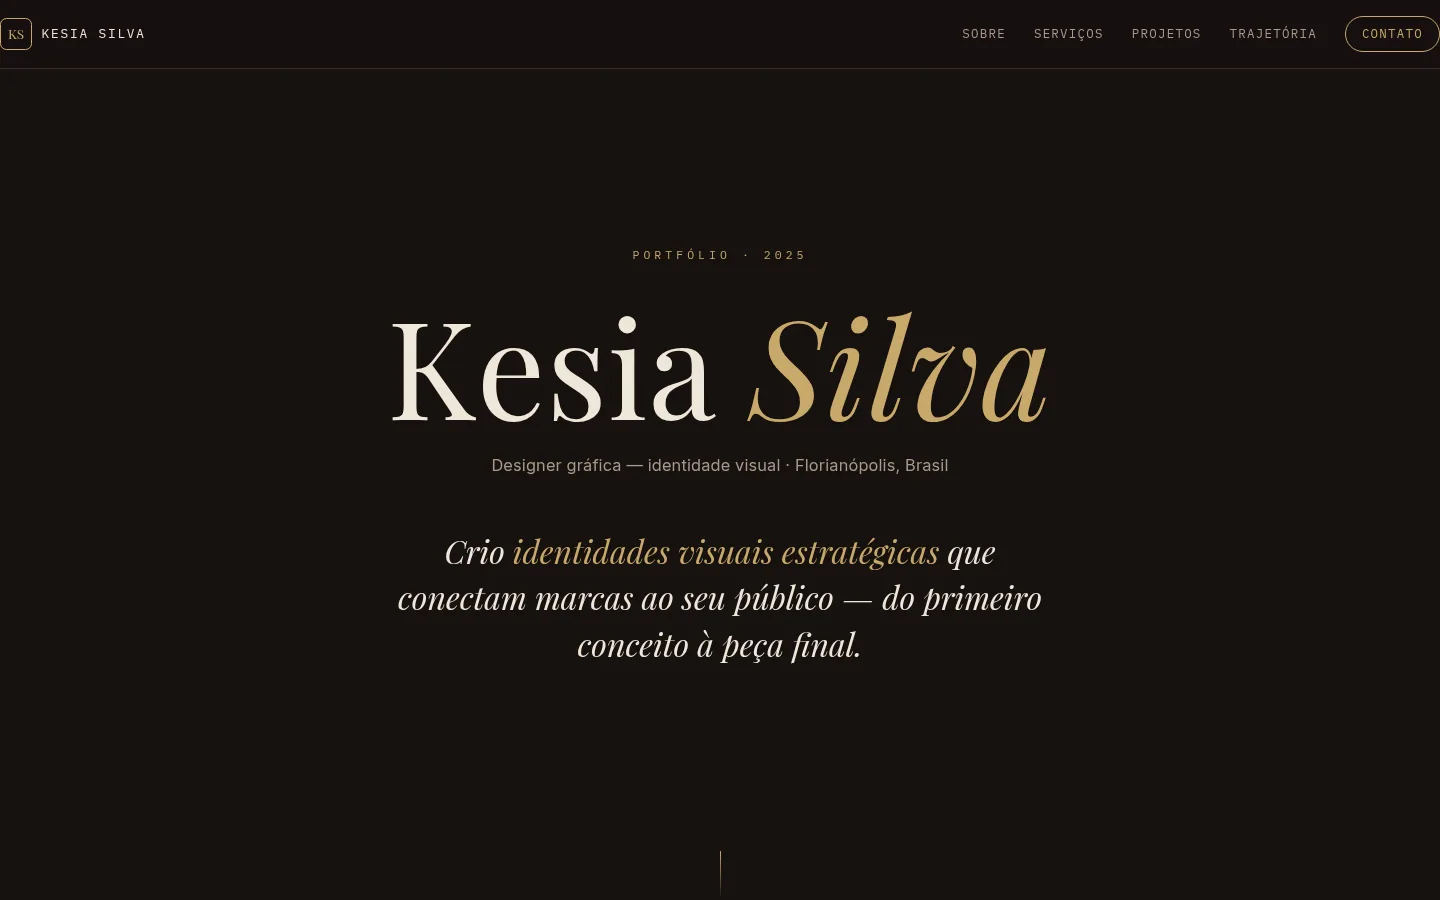 KS KESIA SILVA SOBRE SERVIÇOS PROJETOS TRAJETÓRIA CONTATO
PORTFÓLIO · 2025
Kesia Silva
Designer gráfica — identidade visual · Florianópolis, Brasil
Crio identidades visuais estratégicas que
conectam marcas ao seu público — do primeiro
conceito à peça final.